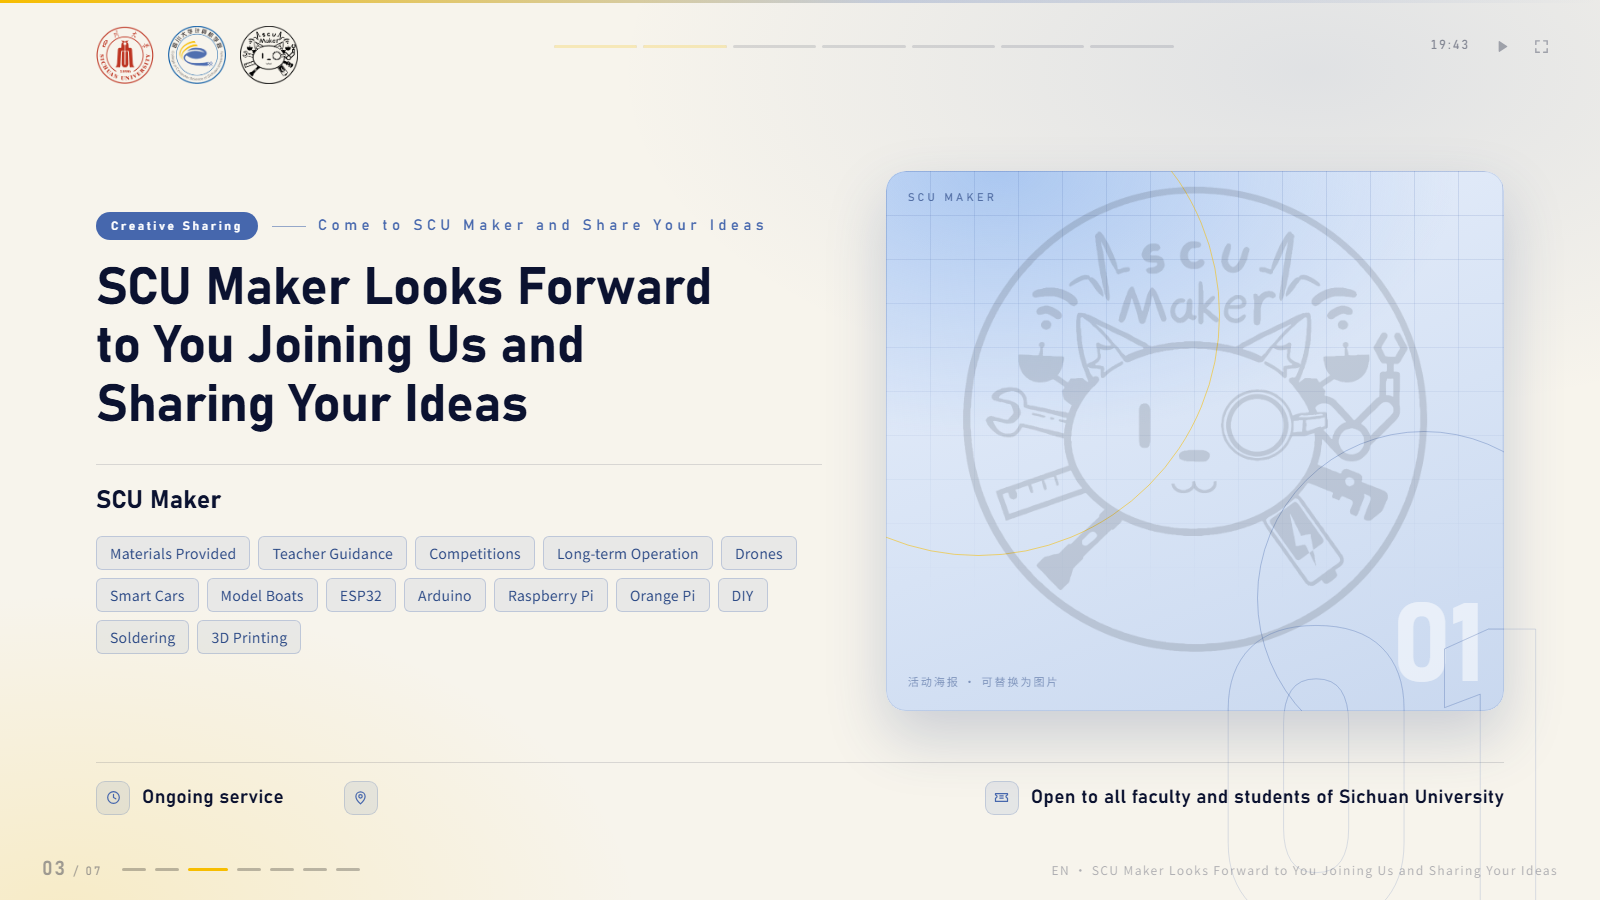 19:43
Creative Sharing
Come to SCU Maker and Share Your Ideas
SCU Maker Looks Forward
to You Joining Us and
Sharing Your Ideas
SCU Maker
Materials Provided
Teacher Guidance
Competitions
Long-term Operation
Drones
Smart Cars
Model Boats
ESP32
Arduino
Raspberry Pi
Orange Pi
DIY
Soldering
3D Printing
SCU MAKER
scu
Maker
活动海报 · 可替换为图片
01
01
Ongoing service
Open to all faculty and students of Sichuan University
03 / 07
EN · SCU Maker Looks Forward to You Joining Us and Sharing Your Ideas